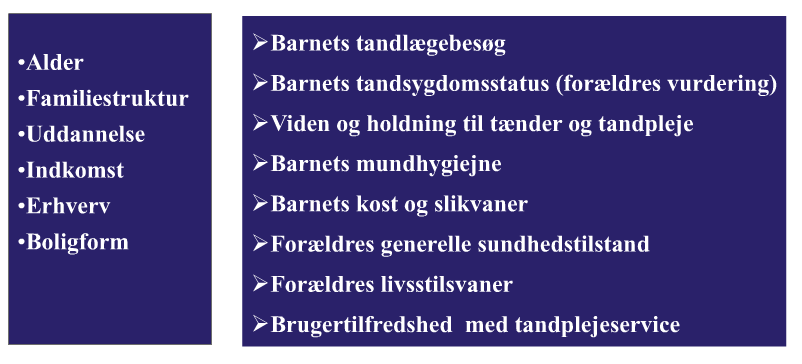 •Alder
•Familiestruktur
•Uddannelse
•Indkomst
•Erhverv
•Boligform
➢Barnets tandlægebesøg
➢Barnets tandsygdomsstatus (forældres vurdering)
➢Viden og holdning til tænder og tandpleje
➢Barnets mundhygiejne
➢Barnets kost og slikvaner
➢Forældres generelle sundhedstilstand
➢Forældres livsstilsvaner
➢Brugertilfredshed med tandplejeservice